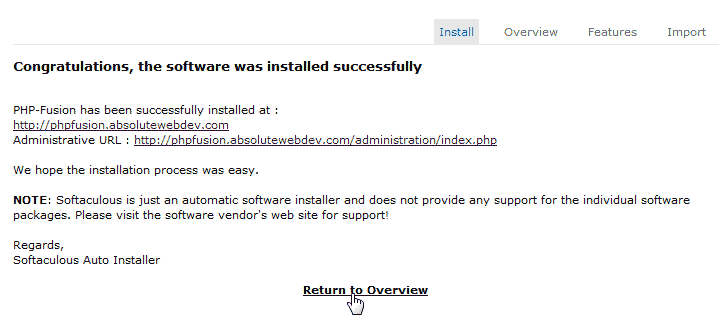 Install Overview Features Import
Congratulations, the software was installed successfully
PHP-Fusion has been successfully installed at :
http://phpfusion.absolutewebdev.com
Administrative URL : http://phpfusion.absolutewebdev.com/administration/index.php
We hope the installation process was easy.
NOTE: Softaculous is just an automatic software installer and does not provide any support for the individual software
packages. Please visit the software vendor's web site for support!
Regards,
Softaculous Auto Installer
Return to Overview